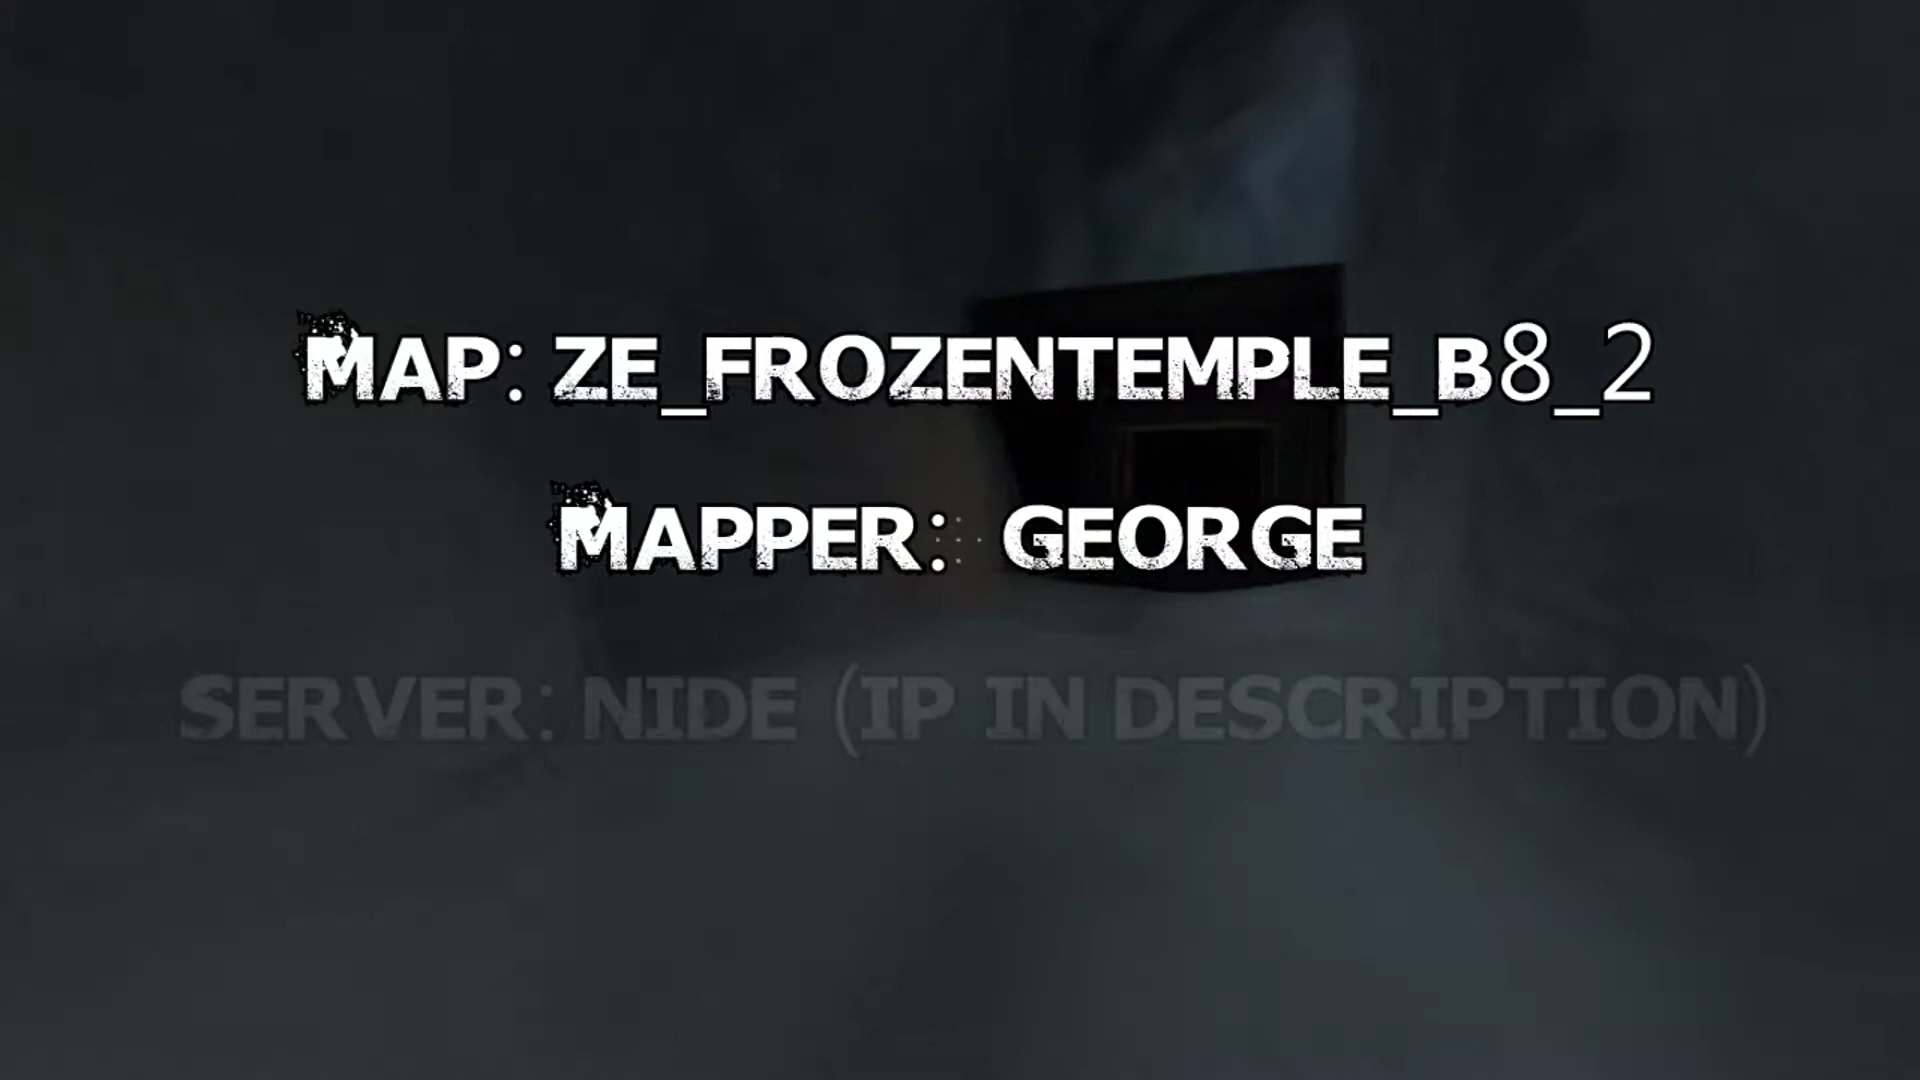 MAP: ZE_FROZENTEMPLE_B8_2
MAPPER: GEORGE
SERVER: NIDE (IP IN DESCRIPTION)